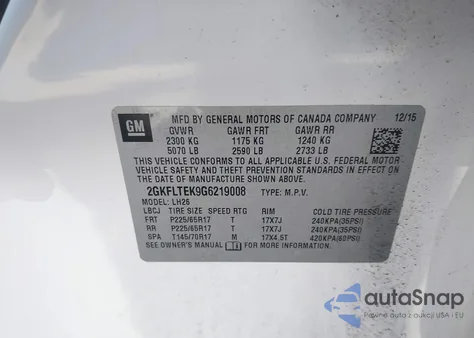 GM
MFD BY GENERAL MOTORS OF CANADA COMPANY 12/15
GVWR GAWR FRT GAWR RR
2300 KG 1175 KG 1240 KG
5070 LB 2590 LB 2733 LB
THIS VEHICLE CONFORMS TO ALL APPLICABLE U.S. FEDERAL MOTOR
VEHICLE SAFETY AND THEFT PREVENTION STANDARDS IN EFFECT
ON THE DATE OF MANUFACTURE SHOWN ABOVE.
2GKFLTEK9G6219008 TYPE: M.P.V.
MODEL: LH26
LBCJ TIRE SIZE SPEED RTG RIM COLD TIRE PRESSURE
FRT P225/65R17 T 17X7J 240KPA(35PSI)
RR P225/65R17 T 17X7J 240KPA(35PSI)
SPA T145/70R17 M 17X4.5T 420KPA(60PSI)
SEE OWNER'S MANUAL FOR MORE INFORMATION
autoSnap
Pewne auto z USA i EU